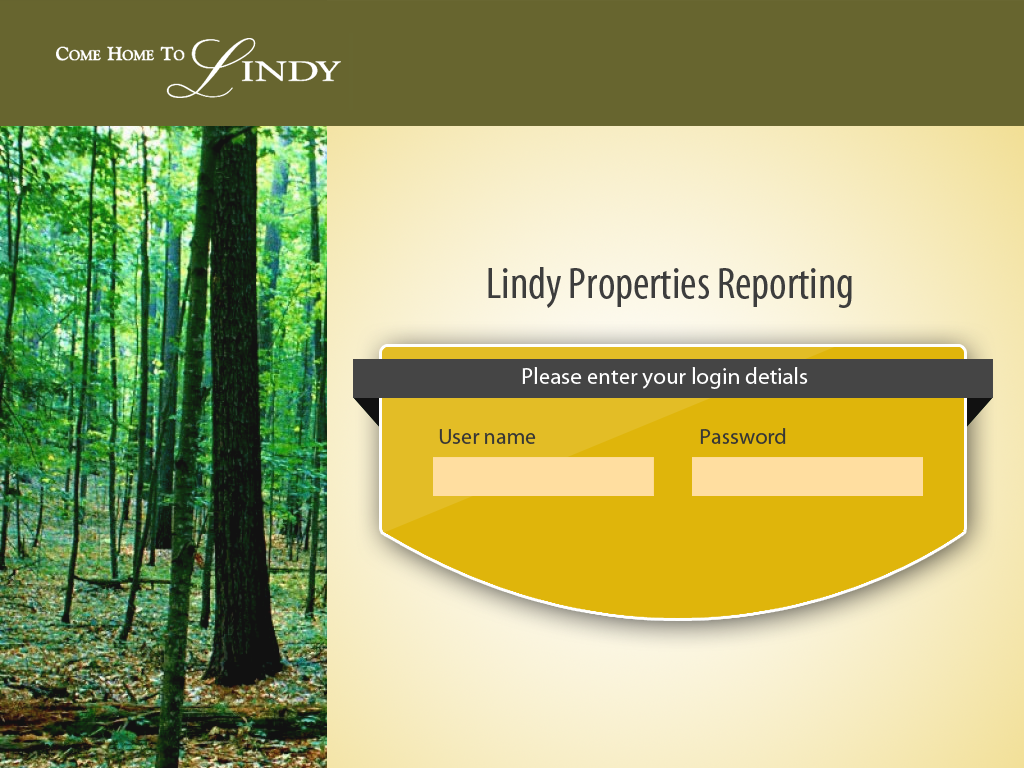 COME HOME TO LINDY
Lindy Properties Reporting
Please enter your login detials
User name Password